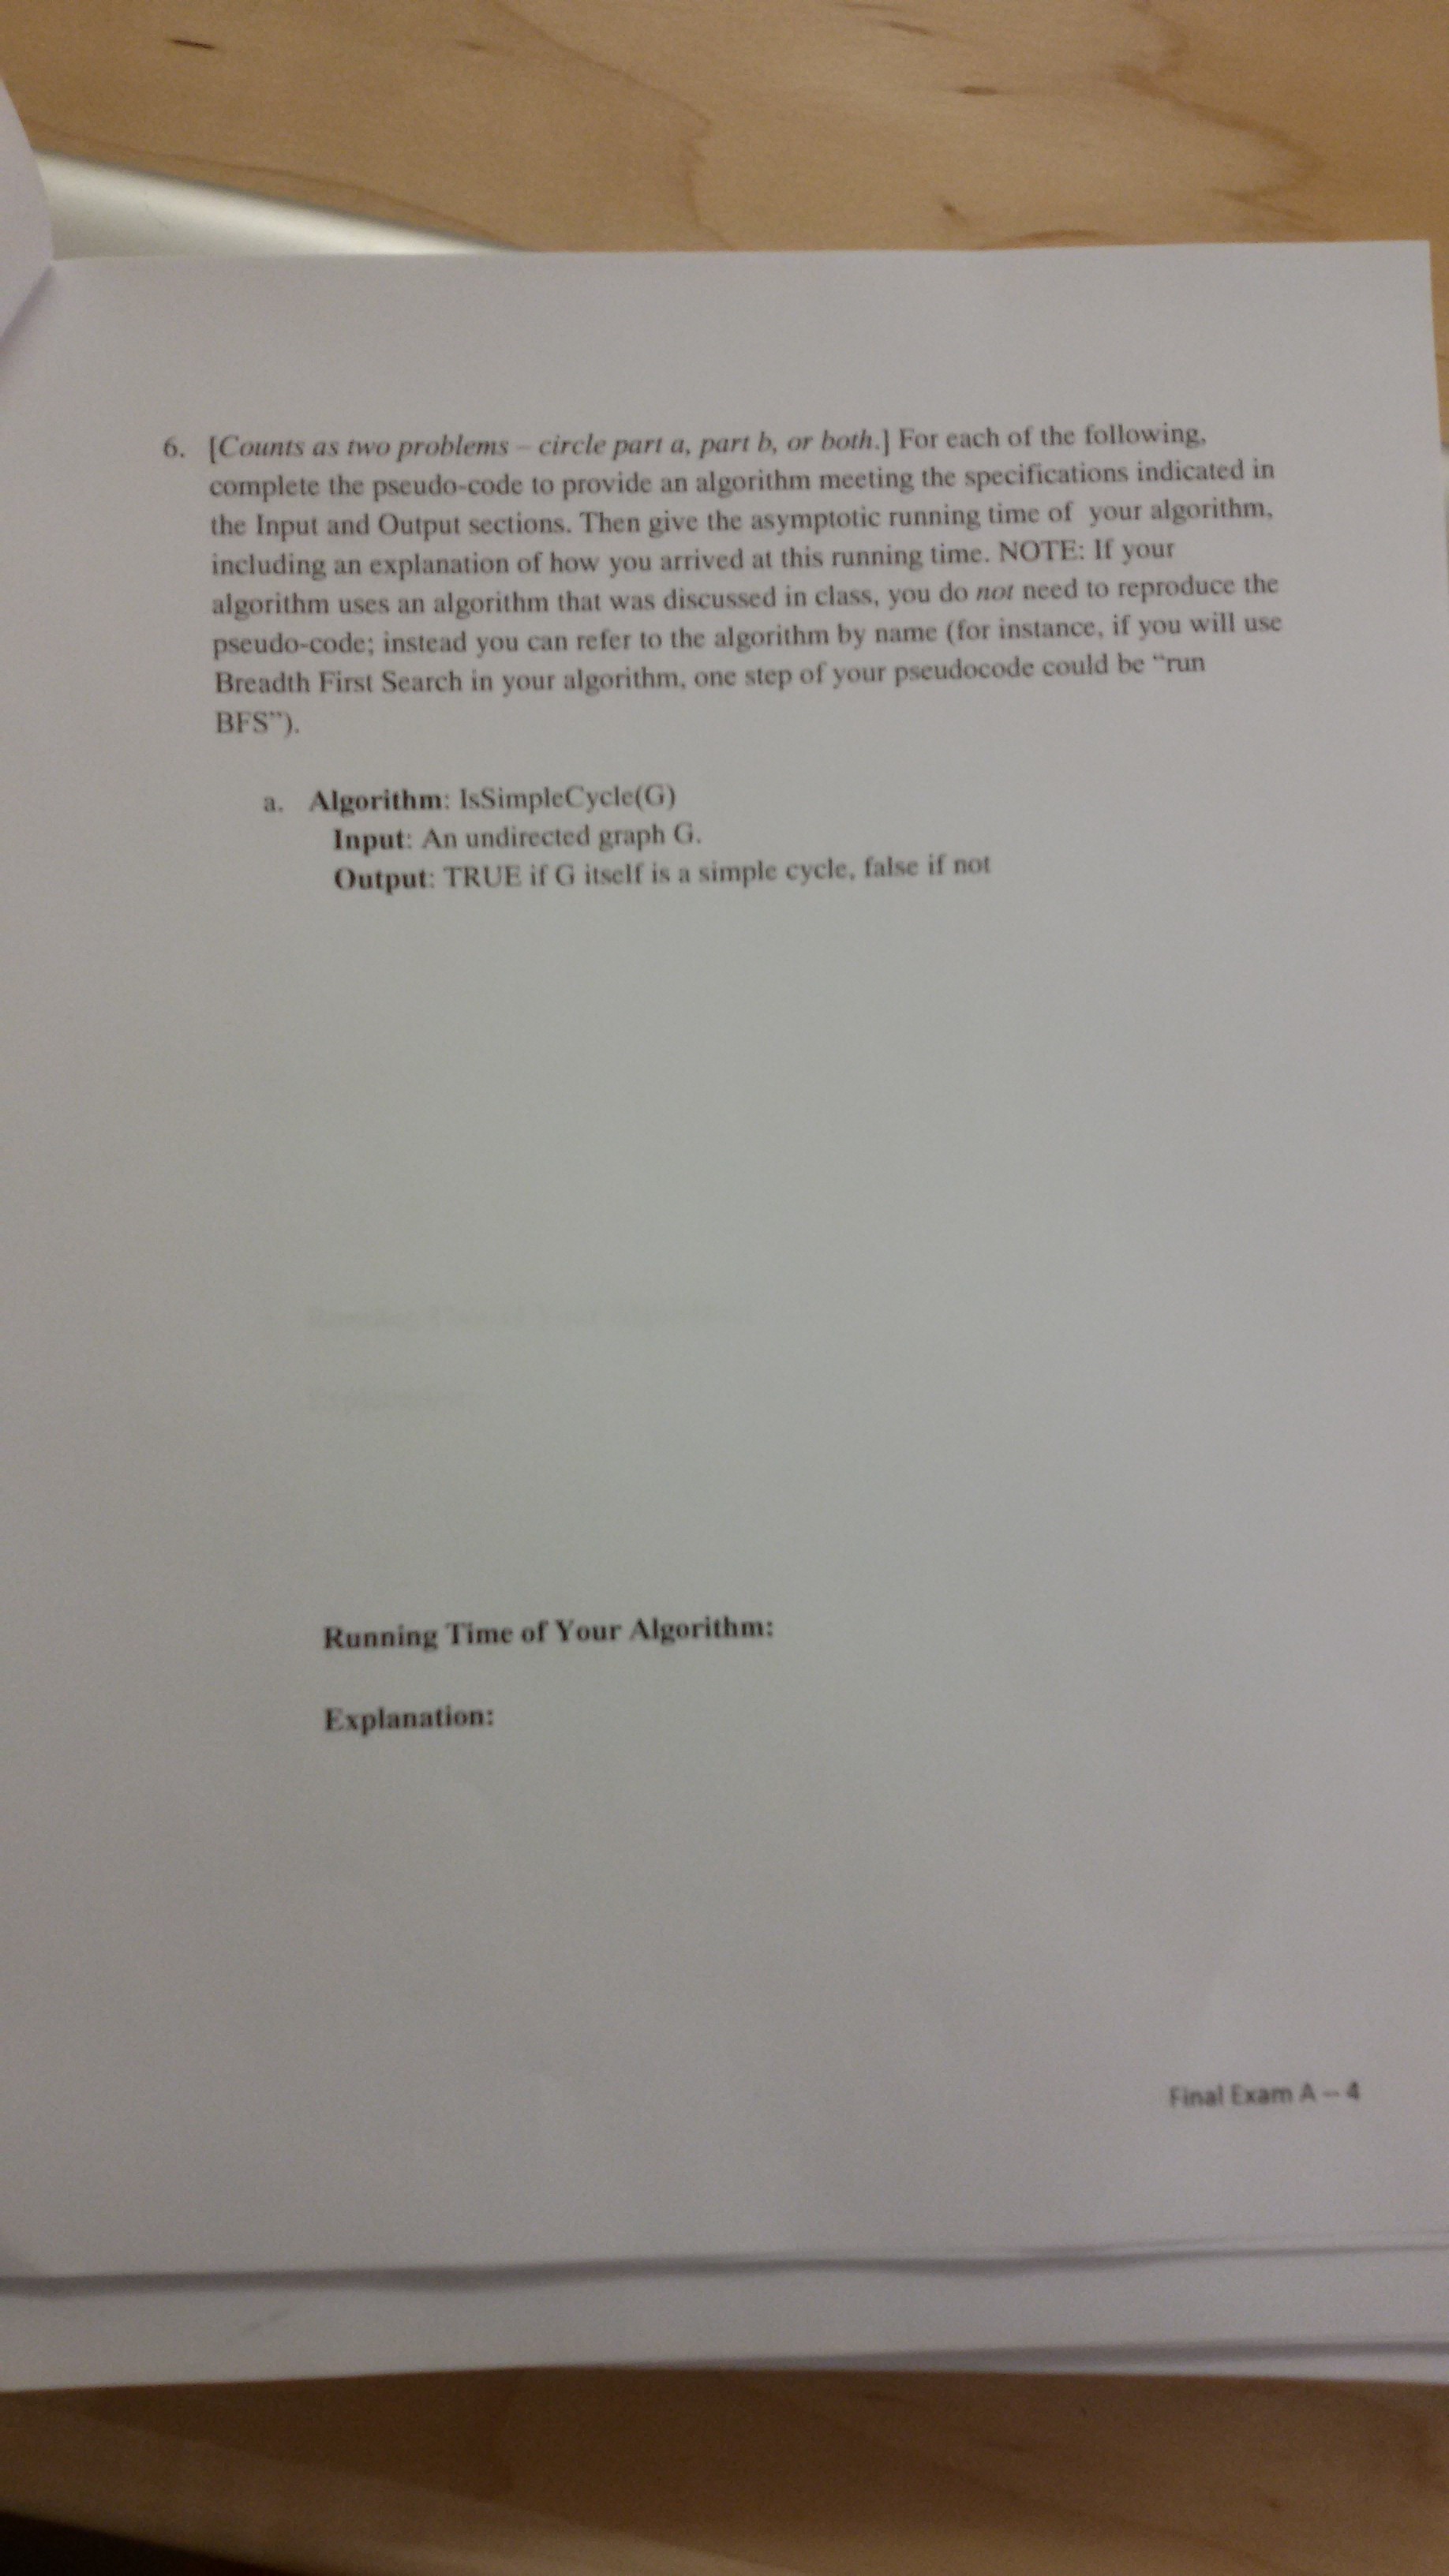 6. [Counts as two problems – circle part a, part b, or both.] For each of the following,
complete the pseudo-code to provide an algorithm meeting the specifications indicated in
the Input and Output sections. Then give the asymptotic running time of your algorithm,
including an explanation of how you arrived at this running time. NOTE: If your
algorithm uses an algorithm that was discussed in class, you do not need to reproduce the
pseudo-code; instead you can refer to the algorithm by name (for instance, if you will use
Breadth First Search in your algorithm, one step of your pseudocode could be “run
BFS”).
a. Algorithm: IsSimpleCycle(G)
Input: An undirected graph G.
Output: TRUE if G itself is a simple cycle, false if not
Running Time of Your Algorithm:
Explanation:
Final Exam A -- 4